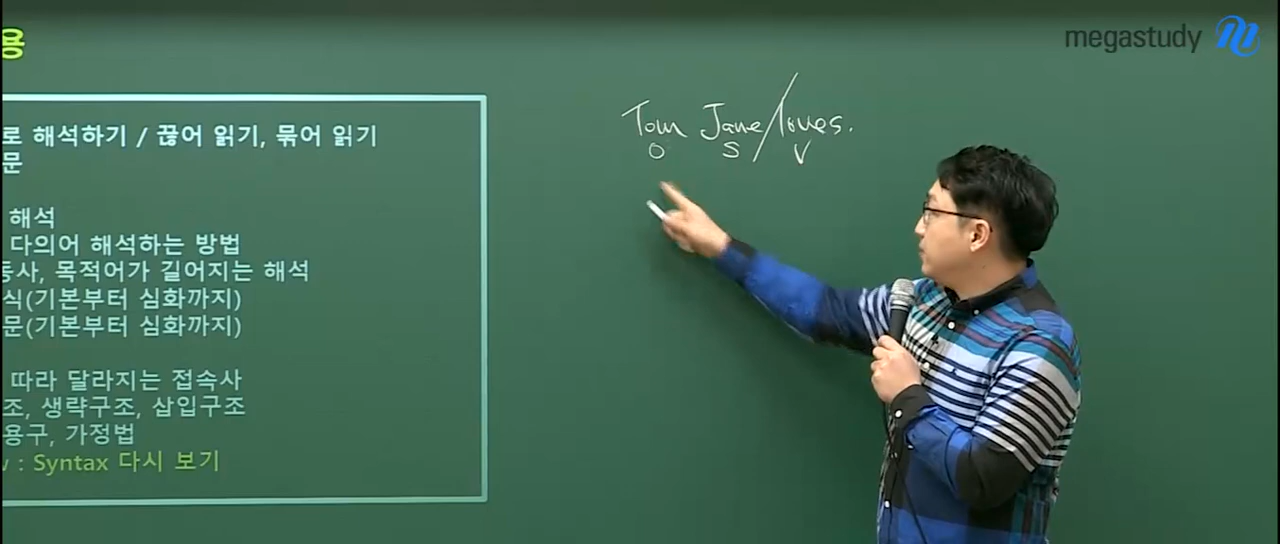 용
megastudy
로 해석하기 / 끊어 읽기, 묶어 읽기
문
해석
다의어 해석하는 방법
동사, 목적어가 길어지는 해석
식(기본부터 심화까지)
문(기본부터 심화까지)
따라 달라지는 접속사
조, 생략구조, 삽입구조
용구, 가정법
w : Syntax 다시 보기
Tom Jane/loves.
O S V